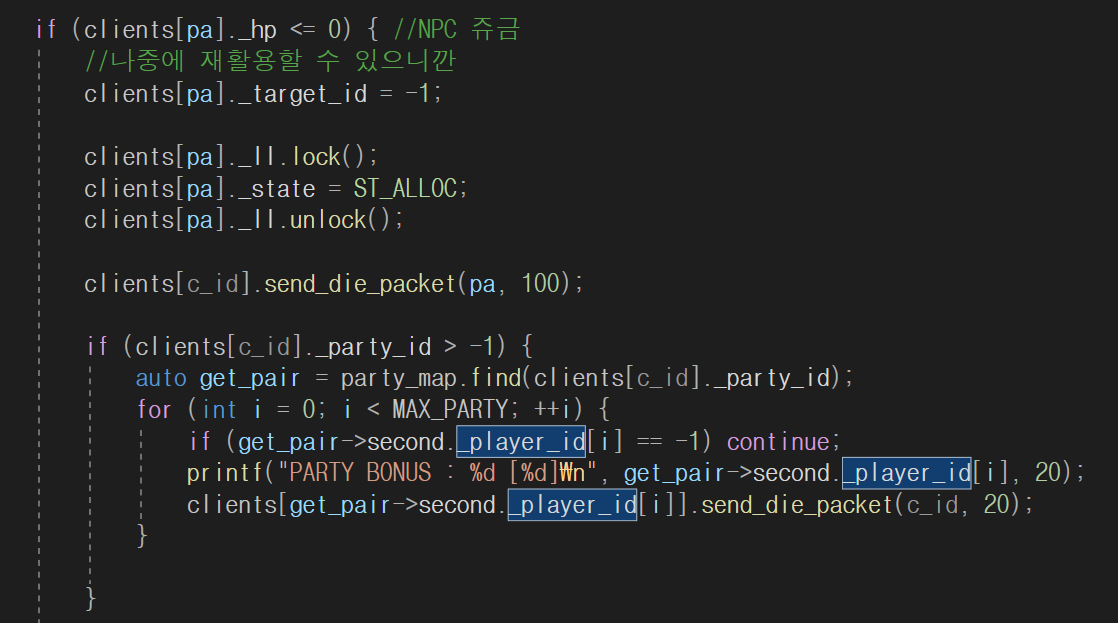 if (clients[pa]._hp <= 0) { //NPC 쥬금
//나중에 재활용할 수 있으니깐
clients[pa]._target_id = -1;
clients[pa]._ll.lock();
clients[pa]._state = ST_ALLOC;
clients[pa]._ll.unlock();
clients[c_id].send_die_packet(pa, 100);
if (clients[c_id]._party_id > -1) {
auto get_pair = party_map.find(clients[c_id]._party_id);
for (int i = 0; i < MAX_PARTY; ++i) {
if (get_pair->second._player_id[i] == -1) continue;
printf("PARTY BONUS : %d [%d]₩n", get_pair->second._player_id[i], 20);
clients[get_pair->second._player_id[i]].send_die_packet(c_id, 20);
}
}